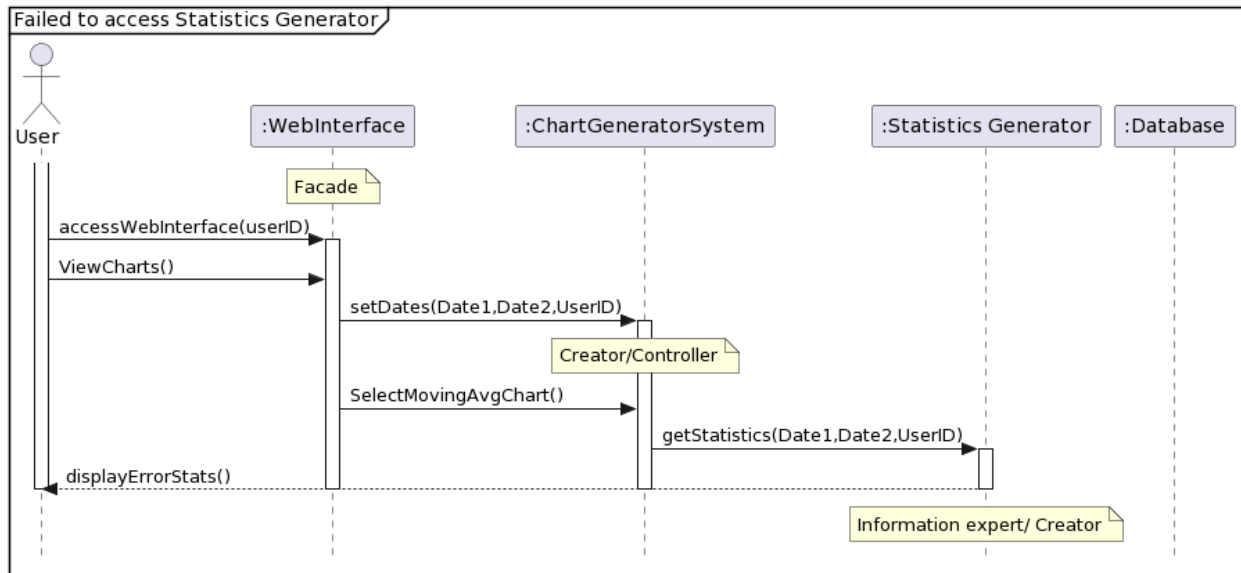 Failed to access Statistics Generator
User
:WebInterface
:ChartGeneratorSystem
:Statistics Generator
:Database
Facade
accessWebInterface(userID)
ViewCharts()
setDates(Date1,Date2,UserID)
Creator/Controller
SelectMovingAvgChart()
getStatistics(Date1,Date2,UserID)
displayErrorStats()
Information expert/ Creator